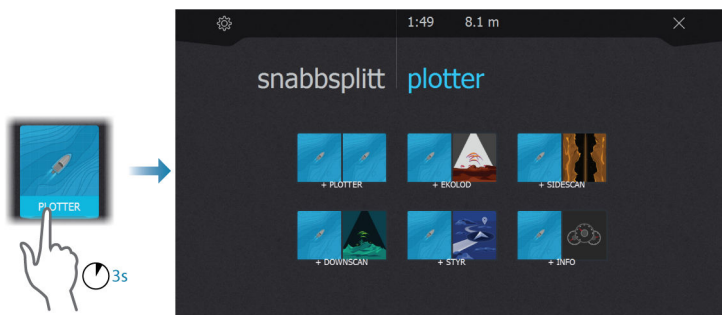 1:49 8.1 m
snabbsplitt plotter
PLOTTER
3s
+ PLOTTER + EKOLOD + SIDESCAN
+ DOWNSCAN + STYR + INFO